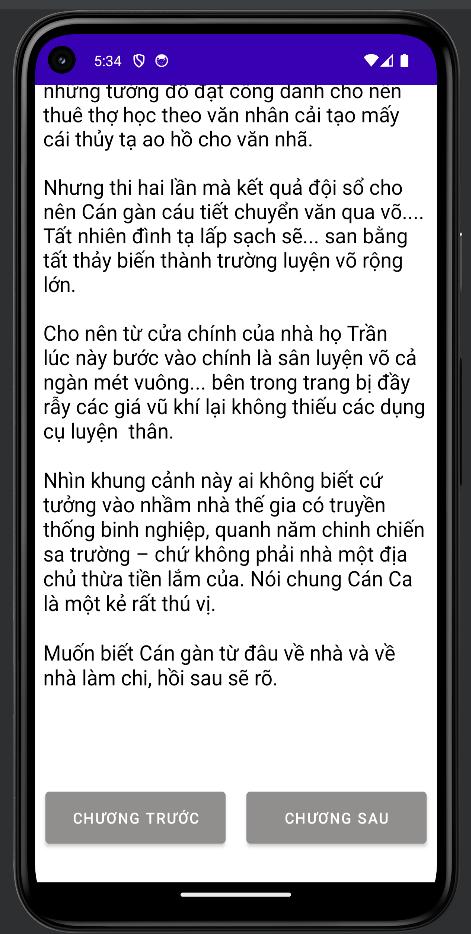 5:34
những tưởng đỗ đạt công danh cho nên
thuê thợ học theo văn nhân cải tạo mấy
cái thủy tạ ao hồ cho văn nhã.
Nhưng thi hai lần mà kết quả đội sổ cho
nên Cán gàn cáu tiết chuyển văn qua võ....
Tất nhiên đình tạ lấp sạch sẽ... san bằng
tất thảy biến thành trường luyện võ rộng
lớn.
Cho nên từ cửa chính của nhà họ Trần
lúc này bước vào chính là sân luyện võ cả
ngàn mét vuông... bên trong trang bị đầy
rẫy các giá vũ khí lại không thiếu các dụng
cụ luyện  thân.
Nhìn khung cảnh này ai không biết cứ
tưởng vào nhầm nhà thế gia có truyền
thống binh nghiệp, quanh năm chinh chiến
sa trường – chứ không phải nhà một địa
chủ thừa tiền lắm của. Nói chung Cán Ca
là một kẻ rất thú vị.
Muốn biết Cán gàn từ đâu về nhà và về
nhà làm chi, hồi sau sẽ rõ.
CHƯƠNG TRƯỚC CHƯƠNG SAU